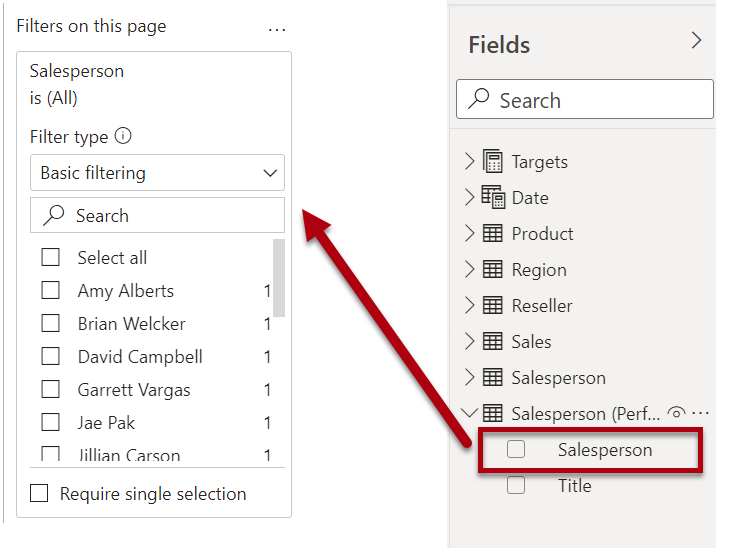 Filters on this page
...
Salesperson
is (All)
Filter type
Basic filtering
Search
Select all
Amy Alberts 1
Brian Welcker 1
David Campbell 1
Garrett Vargas 1
Jae Pak 1
Jillian Carson 1
Require single selection
Fields
Search
Targets
Date
Product
Region
Reseller
Sales
Salesperson
Salesperson (Perf... ...
Salesperson
Title